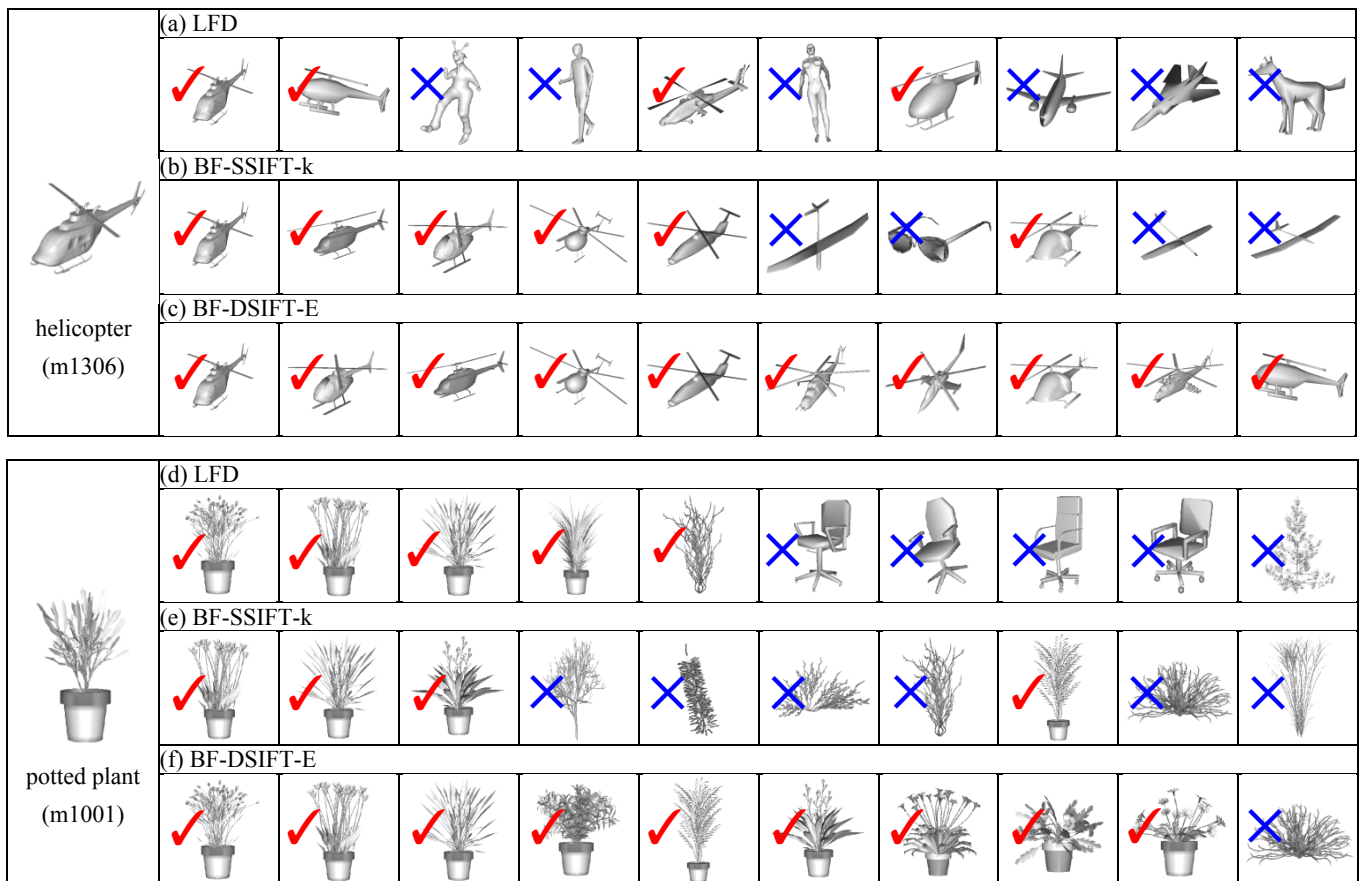 (a) LFD
(b) BF-SSIFT-k
(c) BF-DSIFT-E
helicopter
(m1306)
(d) LFD
(e) BF-SSIFT-k
(f) BF-DSIFT-E
potted plant
(m1001)